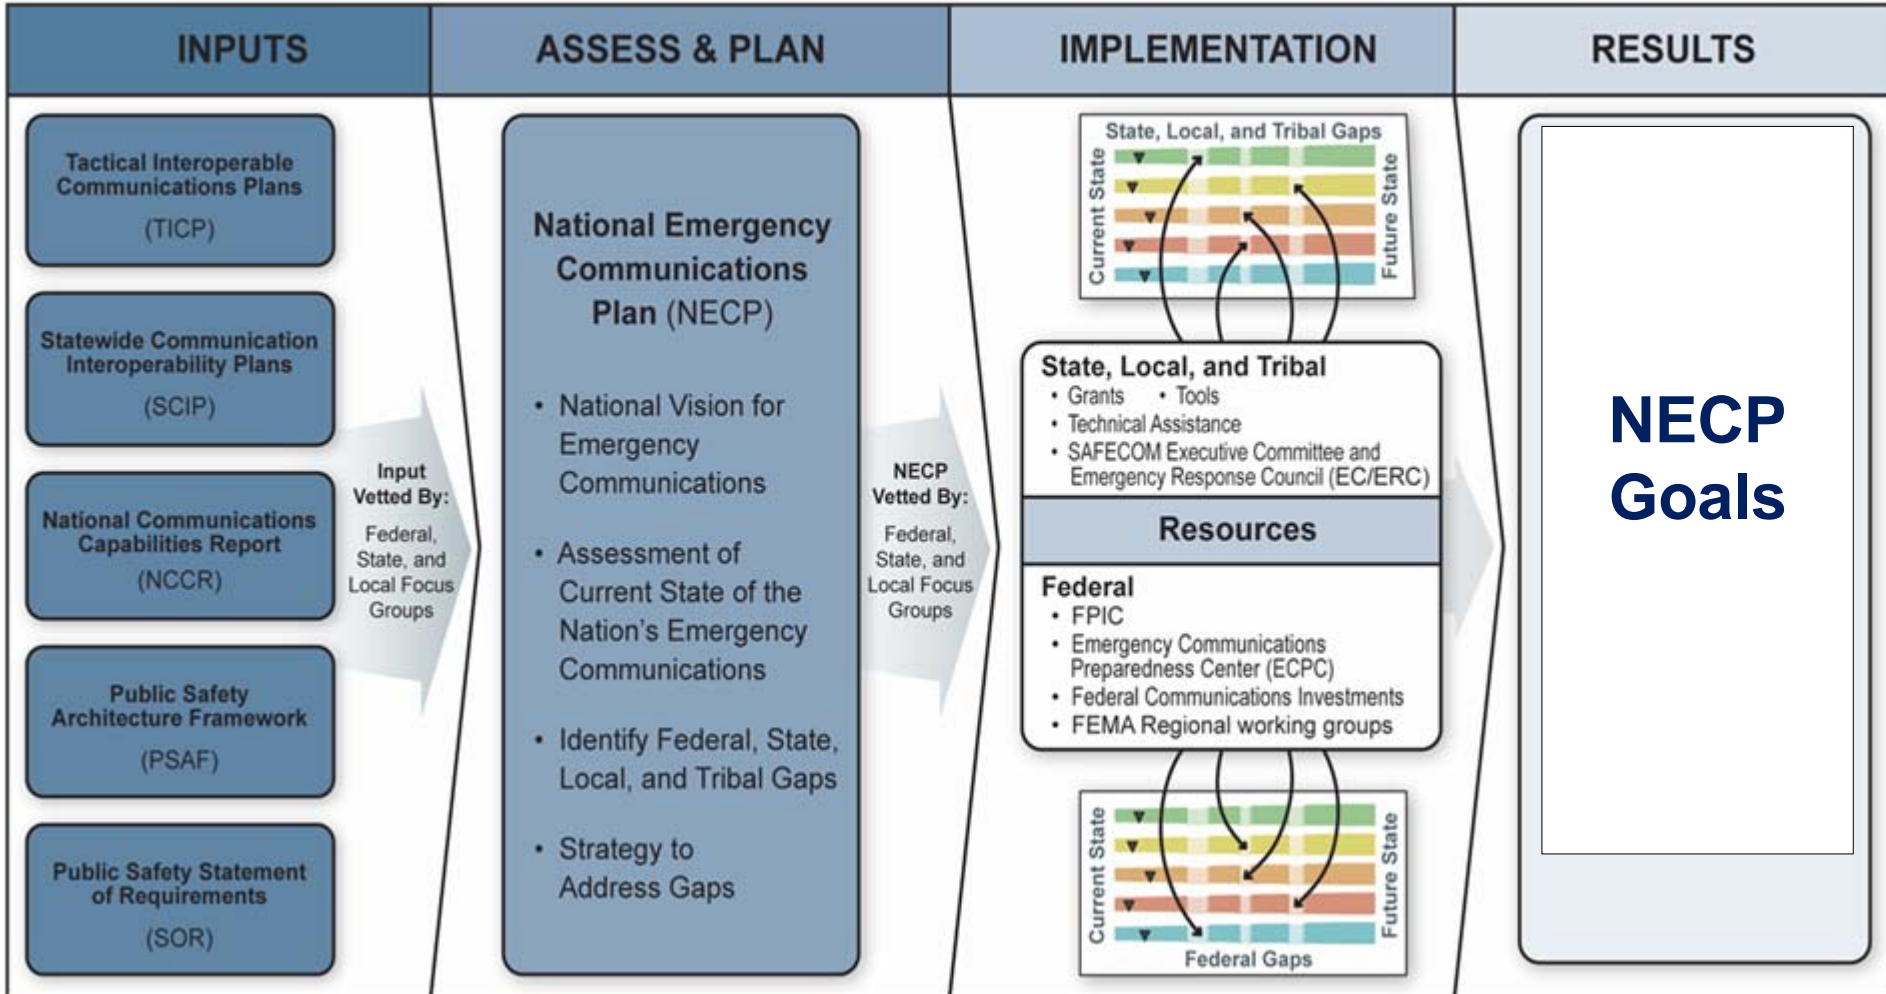 INPUTS
ASSESS & PLAN
IMPLEMENTATION
RESULTS
Tactical Interoperable
Communications Plans
(TICP)
Statewide Communication
Interoperability Plans
(SCIP)
National Communications
Capabilities Report
(NCCR)
Public Safety
Architecture Framework
(PSAF)
Public Safety Statement
of Requirements
(SOR)
Input
Vetted By:
Federal,
State, and
Local Focus
Groups
National Emergency
Communications
Plan (NECP)
• National Vision for
Emergency
Communications
• Assessment of
Current State of the
Nation's Emergency
Communications
• Identify Federal, State,
Local, and Tribal Gaps
• Strategy to
Address Gaps
NECP
Vetted By:
Federal,
State, and
Local Focus
Groups
State, Local, and Tribal Gaps
Current State
Future State
State, Local, and Tribal
• Grants • Tools
• Technical Assistance
• SAFECOM Executive Committee and
Emergency Response Council (EC/ERC)
Resources
Federal
• FPIC
• Emergency Communications
Preparedness Center (ECPC)
• Federal Communications Investments
• FEMA Regional working groups
Current State
Future State
Federal Gaps
NECP
Goals